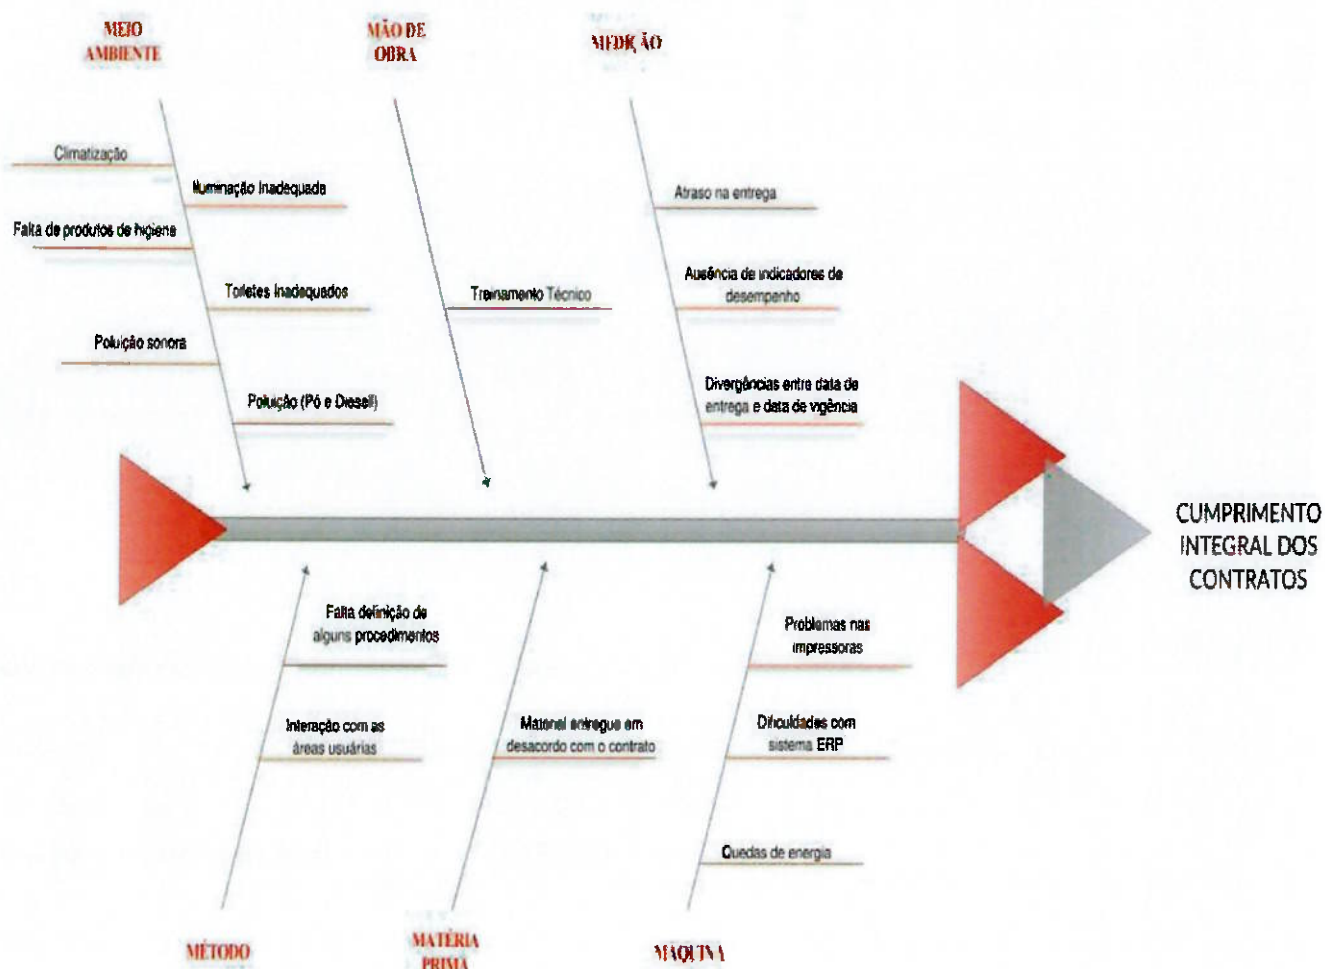 MEIO
AMBIENTE
MÃO DE
OBRA
MEDIÇÃO
Climatização
Iluminação Inadequada
Falta de produtos de higiene
Toiletes Inadequados
Poluição sonora
Poluição (Pó e Diesell)
Treinamento Técnico
Atraso na entrega
Ausência de indicadores de
desempenho
Divergências entre data de
entrega e data de vigência
CUMPRIMENTO
INTEGRAL DOS
CONTRATOS
Falta definição de
alguns procedimentos
Interação com as
áreas usuárias
Material entregue em
desacordo com o contrato
Problemas nas
impressoras
Dificuldades com
sistema ERP
Quedas de energia
MÉTODO
MATÉRIA
PRIMA
MÁQUINA